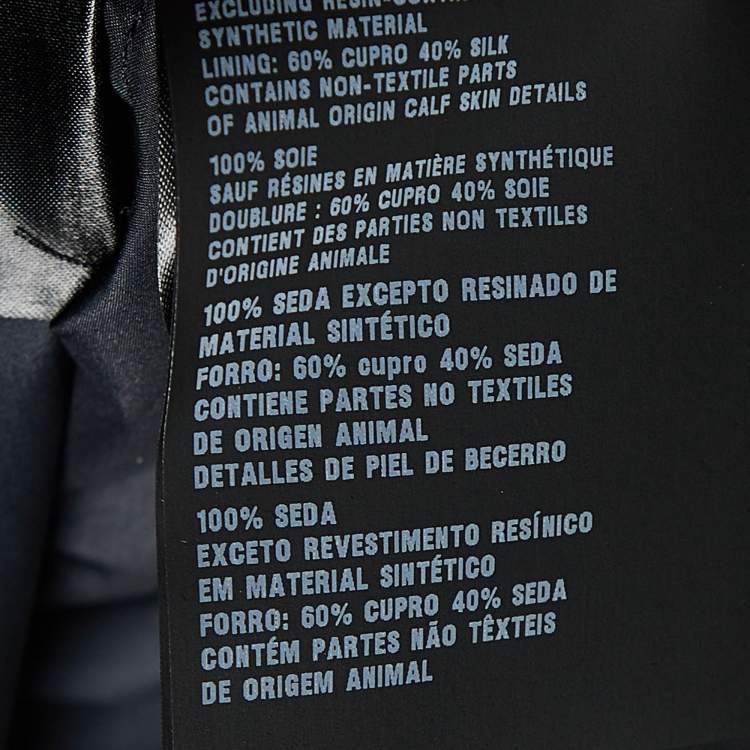 EXCLUDING
SYNTHETIC MATERIAL
LINING: 60% CUPRO 40% SILK
CONTAINS NON-TEXTILE PARTS
OF ANIMAL ORIGIN CALF SKIN DETAILS
100% SOIE
SAUF RÉSINES EN MATIÈRE SYNTHÉTIQUE
DOUBLURE : 60% CUPRO 40% SOIE
CONTIENT DES PARTIES NON TEXTILES
D'ORIGINE ANIMALE
100% SEDA EXCEPTO RESINADO DE
MATERIAL SINTÉTICO
FORRO: 60% cupro 40% SEDA
CONTIENE PARTES NO TEXTILES
DE ORIGEN ANIMAL
DETALLES DE PIEL DE BECERRO
100% SEDA
EXCETO REVESTIMENTO RESÍNICO
EM MATERIAL SINTÉTICO
FORRO: 60% CUPRO 40% SEDA
CONTÉM PARTES NÃO TÊXTEIS
DE ORIGEM ANIMAL